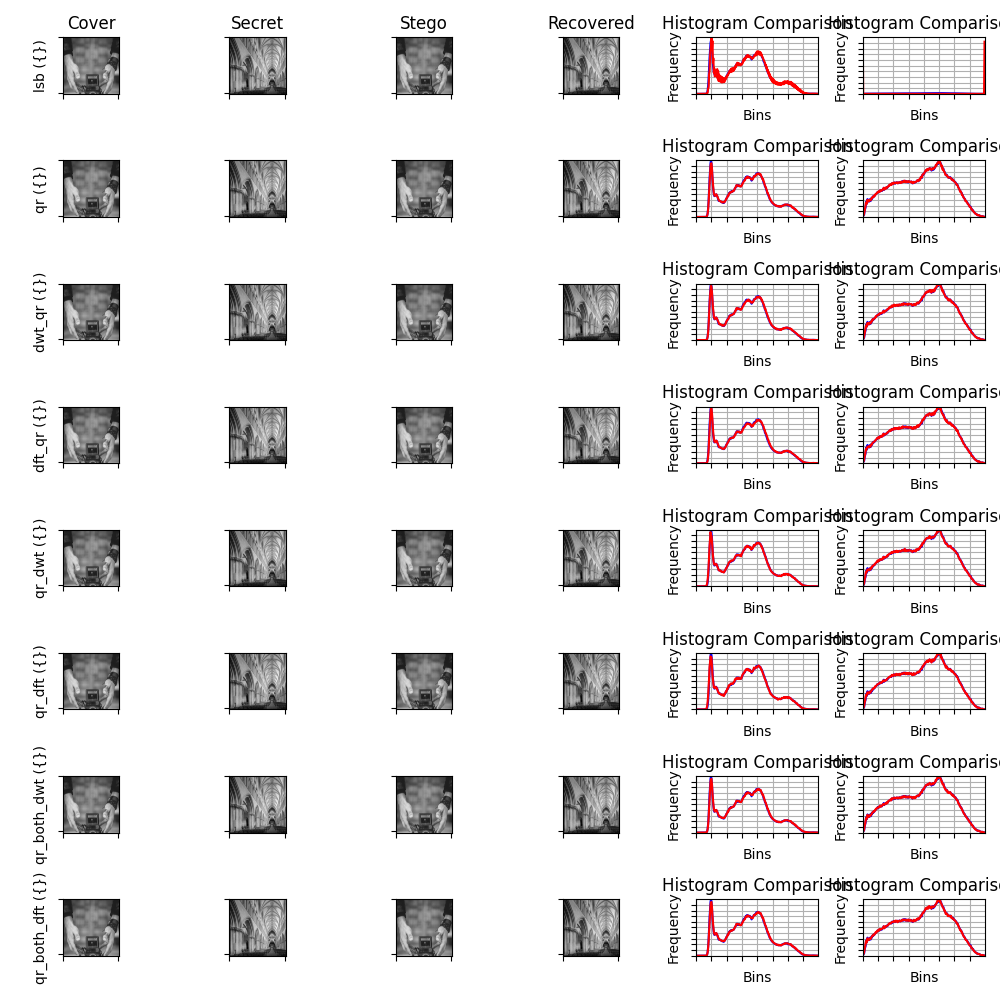 Cover Secret Stego Recovered Histogram Comparison Histogram Comparis
lsb ({}) Frequency Frequency
Bins Bins
Histogram Comparison Histogram Comparis
qr ({}) Frequency Frequency
Bins Bins
Histogram Comparison Histogram Comparis
dwt_qr ({}) Frequency Frequency
Bins Bins
Histogram Comparison Histogram Comparis
dft_qr ({}) Frequency Frequency
Bins Bins
Histogram Comparison Histogram Comparis
qr_dwt ({}) Frequency Frequency
Bins Bins
Histogram Comparison Histogram Comparis
qr_dft ({}) Frequency Frequency
Bins Bins
Histogram Comparison Histogram Comparis
qr_both_dwt ({}) Frequency Frequency
Bins Bins
Histogram Comparison Histogram Comparis
qr_both_dft ({}) Frequency Frequency
Bins Bins